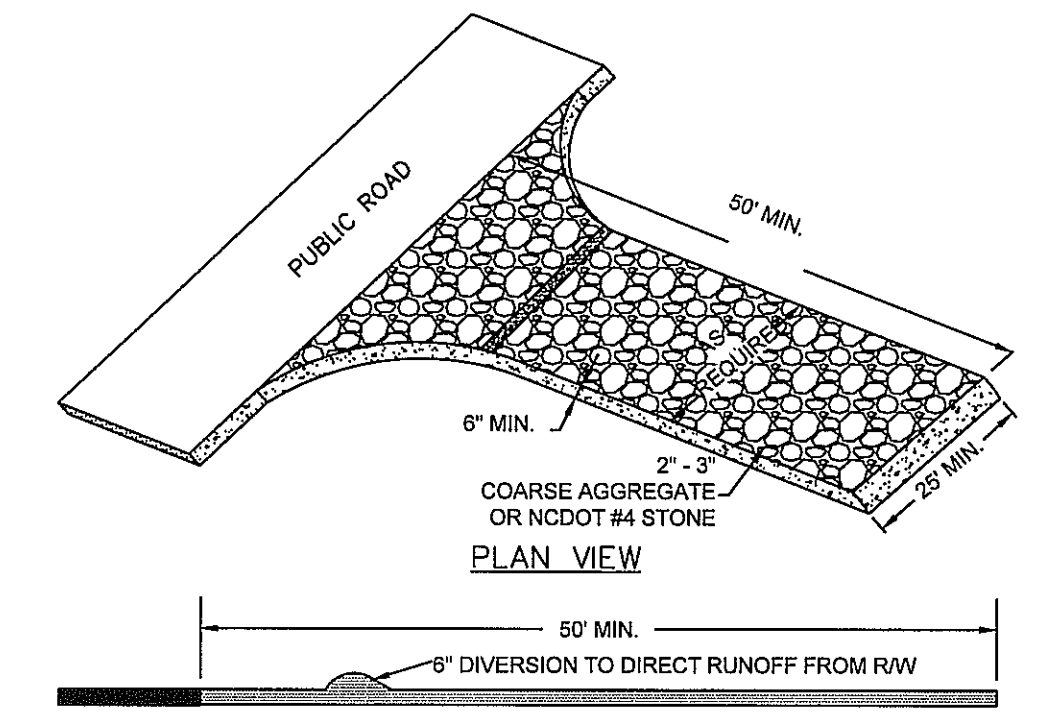 PUBLIC ROAD
50' MIN.
AS
REQUIRED
6" MIN.
2" - 3"
COARSE AGGREGATE
OR NCDOT #4 STONE
25' MIN.
PLAN VIEW
50' MIN.
6" DIVERSION TO DIRECT RUNOFF FROM R/W